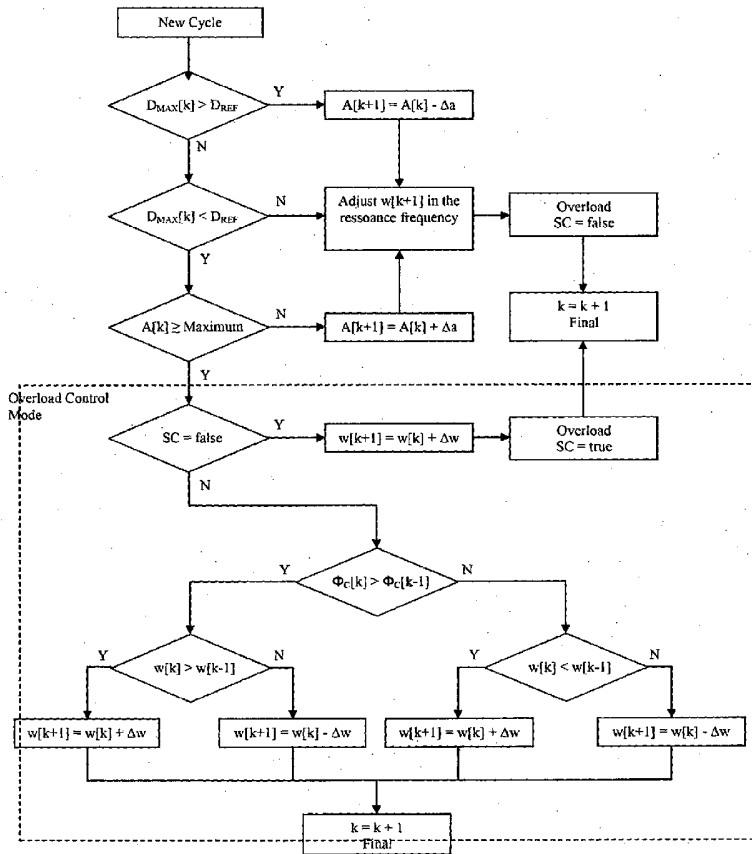 New Cycle
D_MAX[k] > D_REF
Y
A[k+1] = A[k] - Δa
N
D_MAX[k] < D_REF
N
Adjust w[k+1] in the
ressoance frequency
Overload
SC = false
Y
A[k] ≥ Maximum
N
A[k+1] = A[k] + Δa
k = k + 1
Final
Y
Overload Control
Mode
SC = false
Y
w[k+1] = w[k] + Δw
Overload
SC = true
N
Y
Φ_C[k] > Φ_C[k-1]
N
Y
w[k] > w[k-1]
N
Y
w[k] < w[k-1]
N
w[k+1] = w[k] + Δw
w[k+1] = w[k] - Δw
w[k+1] = w[k] + Δw
w[k+1] = w[k] - Δw
k = k + 1
Final